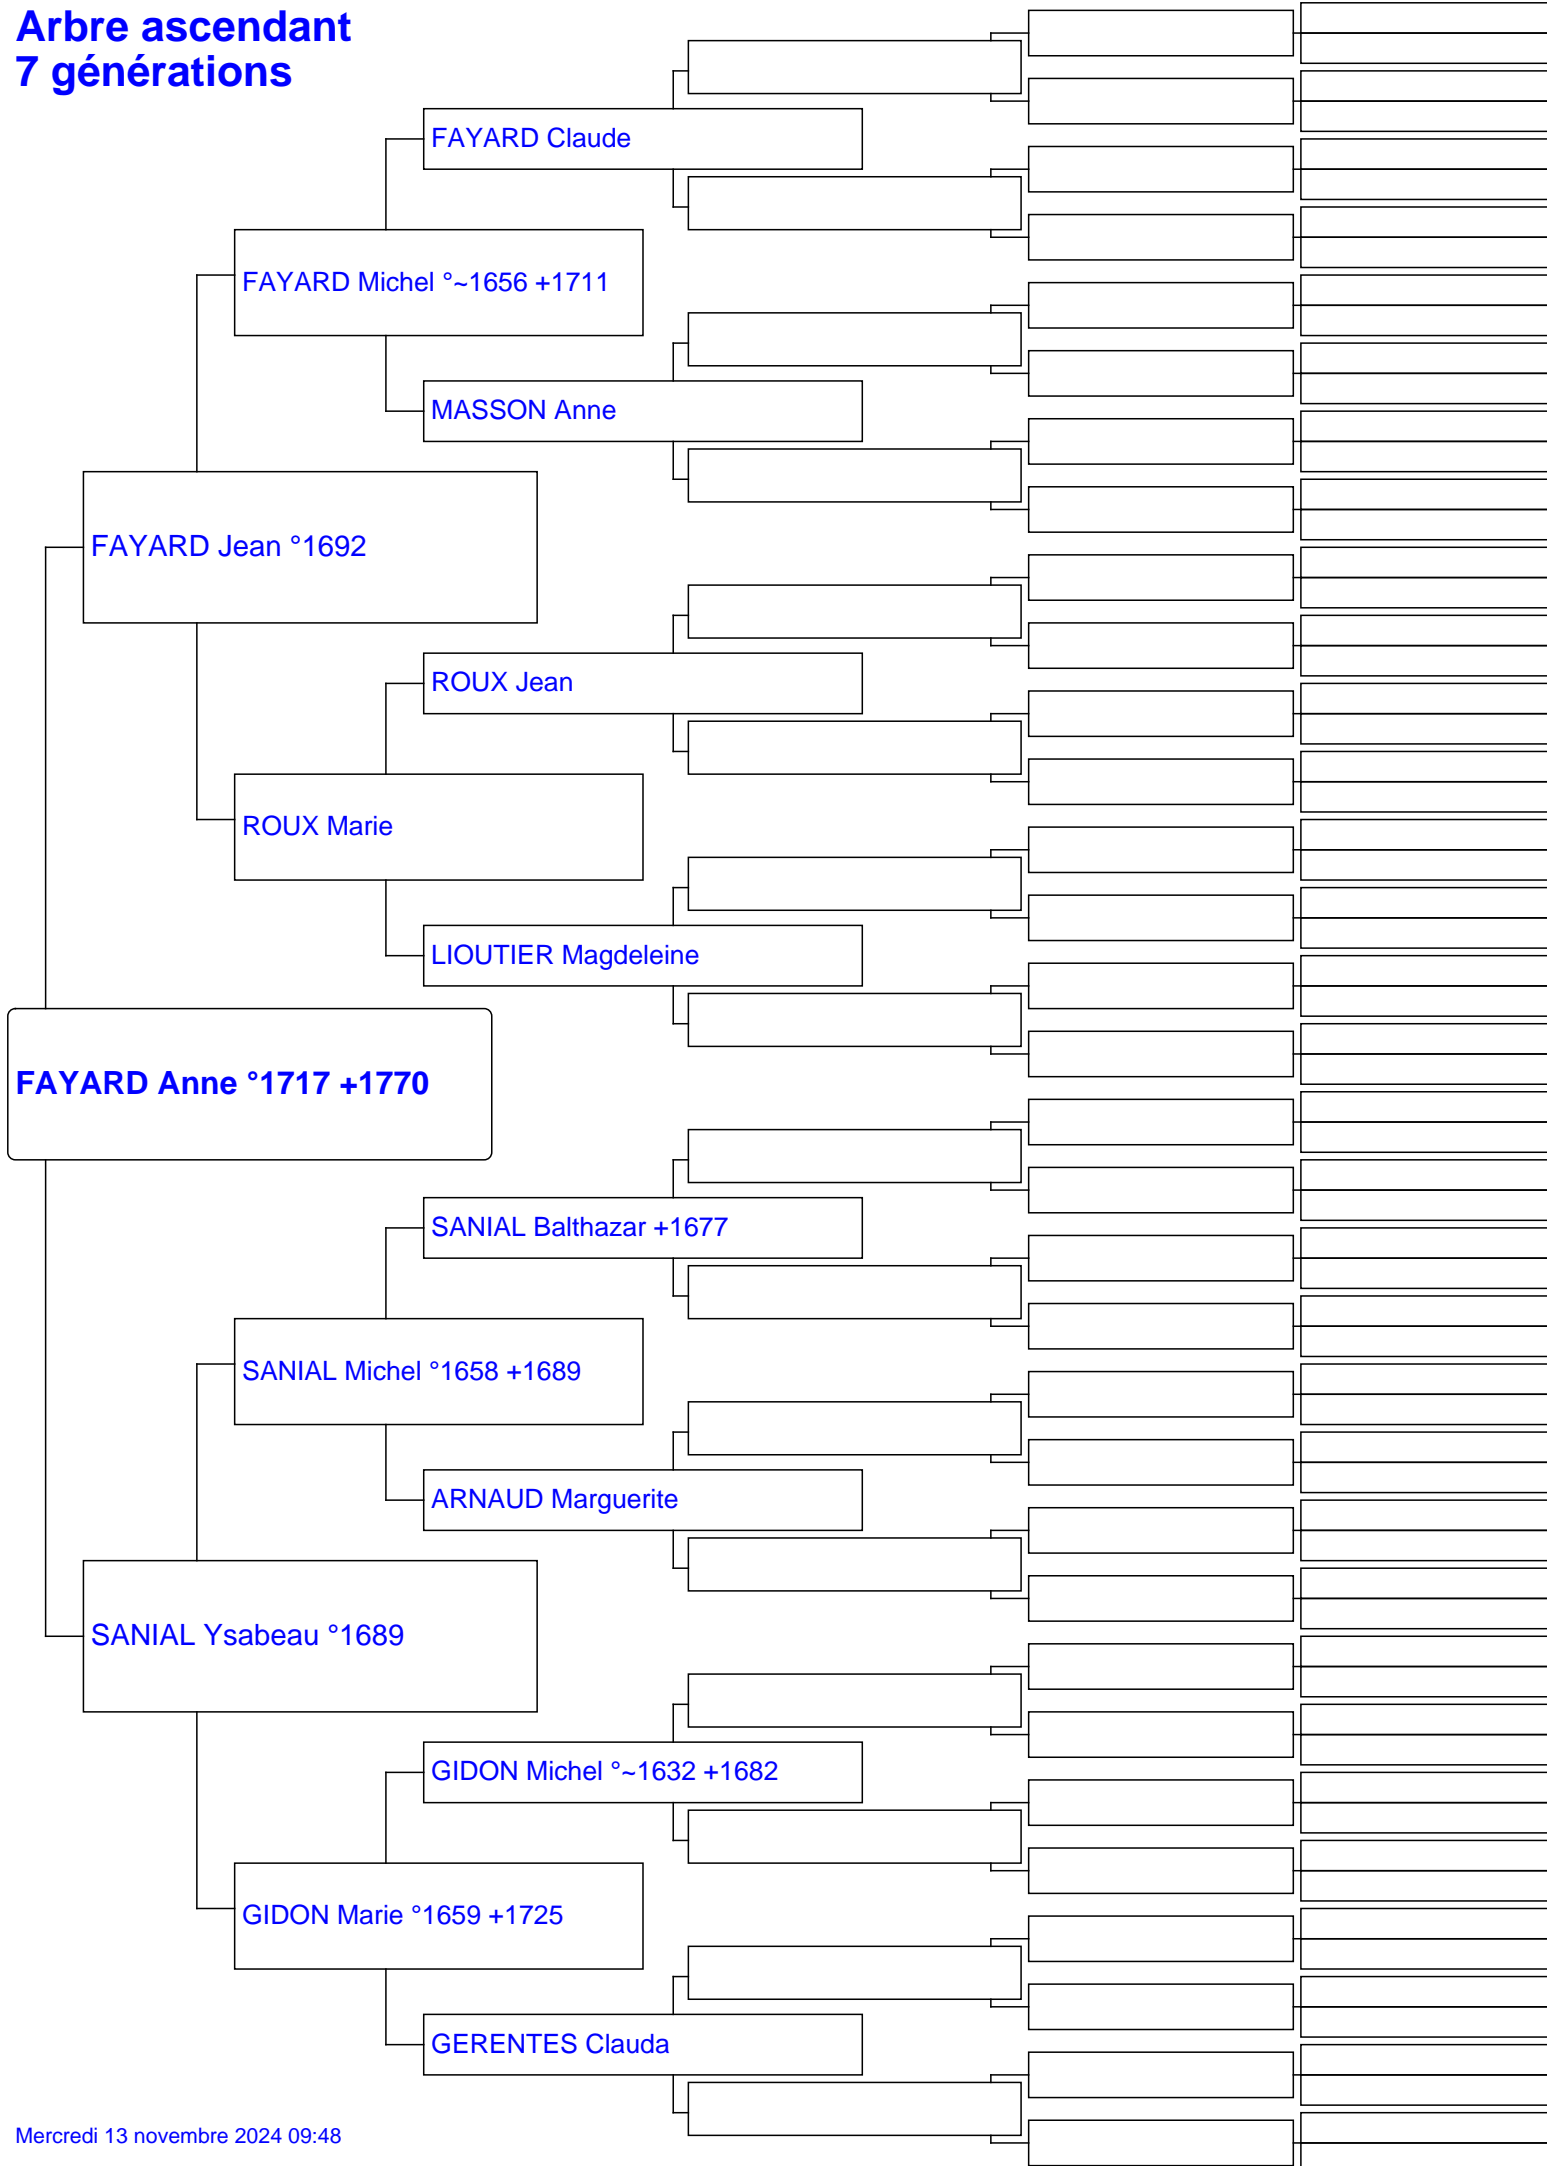 Arbre ascendant
7 générations
FAYARD Claude
FAYARD Michel °~1656 +1711
MASSON Anne
FAYARD Jean °1692
ROUX Jean
ROUX Marie
LIOUTIER Magdeleine
FAYARD Anne °1717 +1770
SANIAL Balthazar +1677
SANIAL Michel °1658 +1689
ARNAUD Marguerite
SANIAL Ysabeau °1689
GIDON Michel °~1632 +1682
GIDON Marie °1659 +1725
GERENTES Clauda
Mercredi 13 novembre 2024 09:48